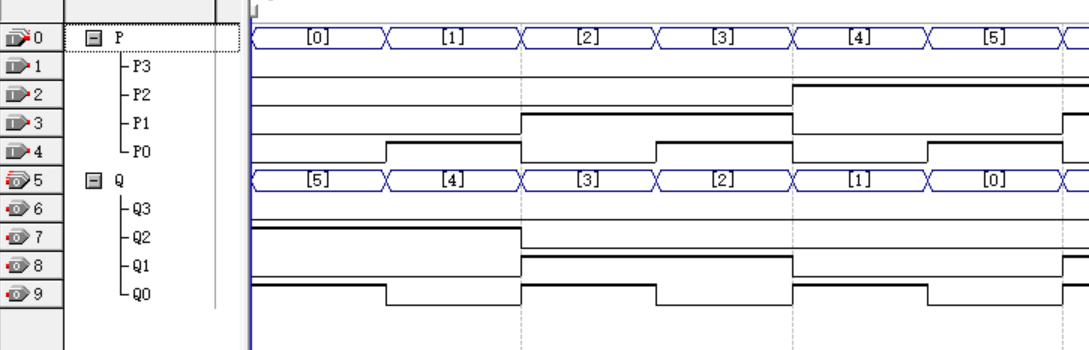 0 P [0] [1] [2] [3] [4] [5]
1 P3
2 P2
3 P1
4 P0
5 Q [5] [4] [3] [2] [1] [0]
6 Q3
7 Q2
8 Q1
9 Q0